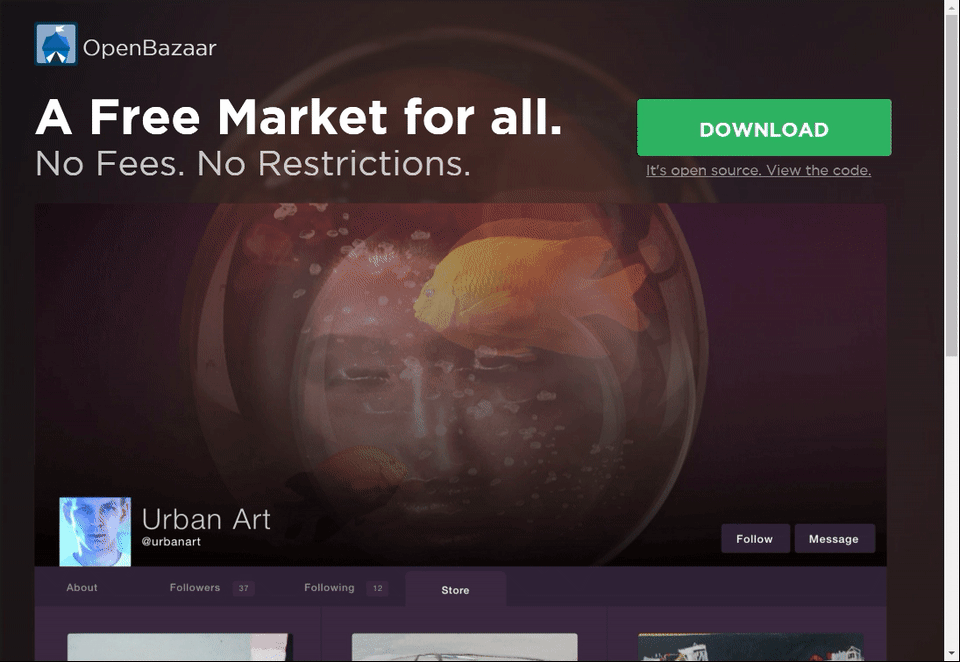 OpenBazaar
A Free Market for all.
No Fees. No Restrictions.
DOWNLOAD
It's open source. View the code.
Urban Art
@urbanart
Follow
Message
About
Followers 37
Following 12
Store